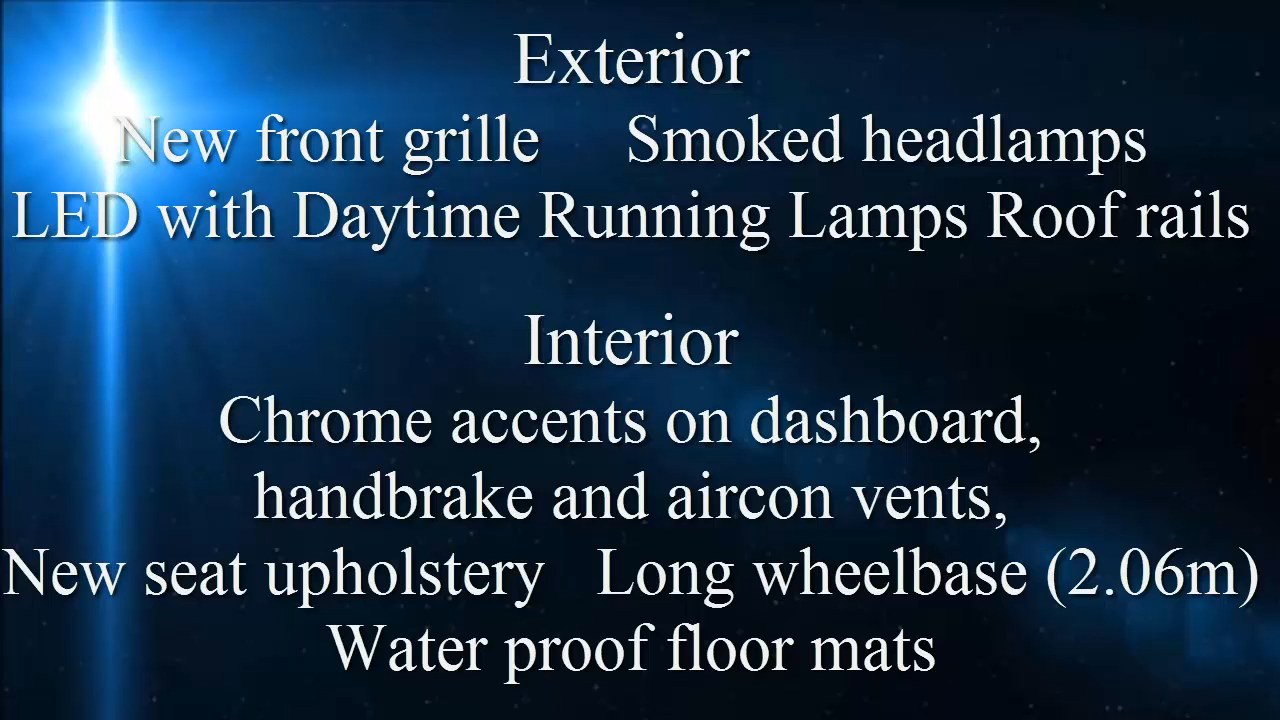 Exterior
New front grille Smoked headlamps
LED with Daytime Running Lamps Roof rails
Interior
Chrome accents on dashboard,
handbrake and aircon vents,
New seat upholstery Long wheelbase (2.06m)
Water proof floor mats